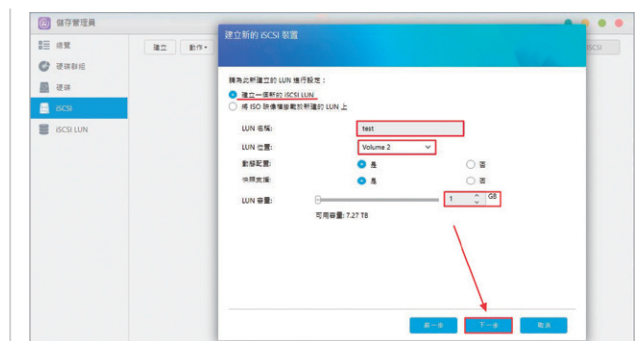 儲存管理員
總覽
硬碟群組
硬碟
iSCSI
iSCSI LUN
建立
動作
iSCSI
建立新的 iSCSI 裝置
請為此新建立的 LUN 進行設定：
建立一個新的 iSCSI LUN
將 ISO 映像檔掛載於新建的 LUN 上
LUN 名稱: test
LUN 位置: Volume 2
動態配置: 是 否
快照支援: 是 否
LUN 容量: 1 GB
可用容量: 7.27 TB
前一步 下一步 取消